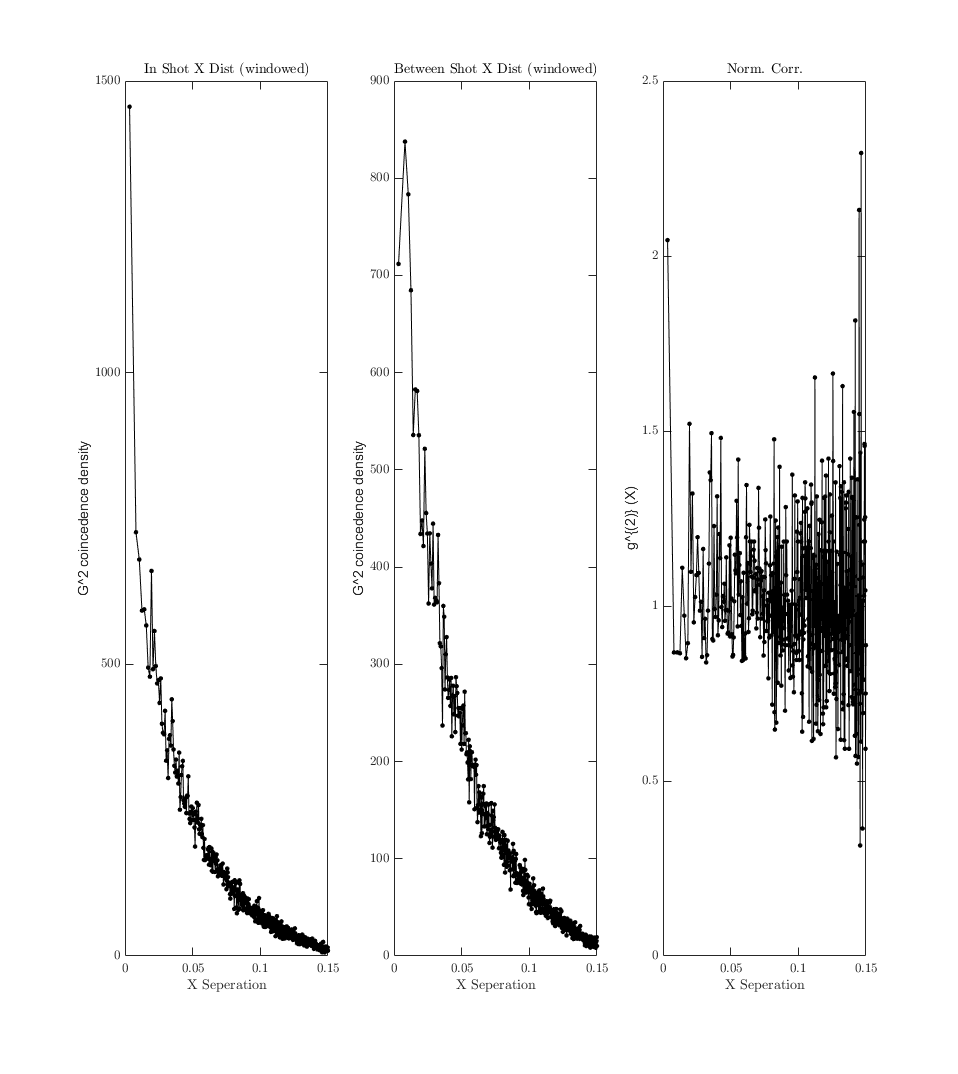 In Shot X Dist (windowed)
1500
1000
500
0
0 0.05 0.1 0.15
X Seperation
G^2 coincedence density
Between Shot X Dist (windowed)
900
800
700
600
500
400
300
200
100
0
0 0.05 0.1 0.15
X Seperation
G^2 coincedence density
Norm. Corr.
2.5
2
1.5
1
0.5
0
0 0.05 0.1 0.15
X Seperation
g^{(2)} (X)